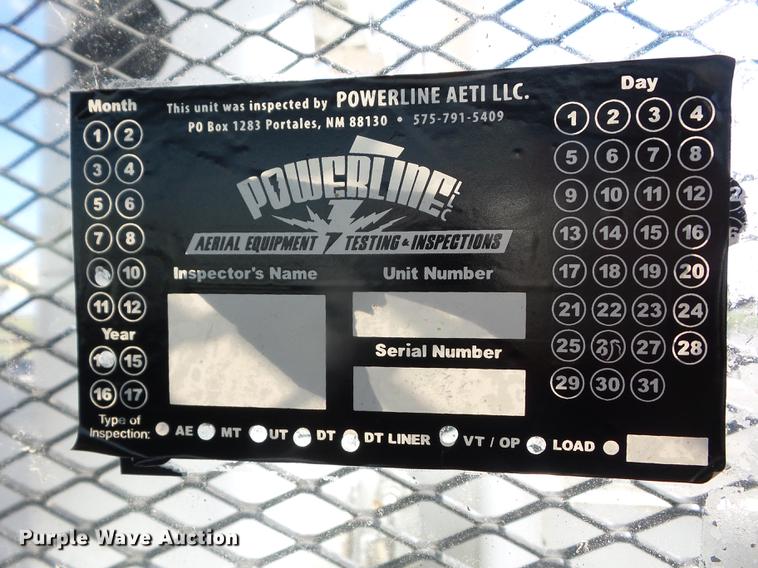 Month
1 2
3 4
5 6
7 8
10
11 12
Year
15
16 17
This unit was inspected by POWERLINE AETI LLC.
PO Box 1283 Portales, NM 88130 • 575-791-5409
POWERLINE LLC
AERIAL EQUIPMENT TESTING & INSPECTIONS
Inspector's Name
Unit Number
Serial Number
Day
1 2 3 4
5 6 7 8
9 10 11 12
13 14 15 16
17 18 19 20
21 22 23 24
25 27 28
29 30 31
Type of
Inspection: AE MT UT DT DT LINER VT / OP LOAD
Purple Wave Auction